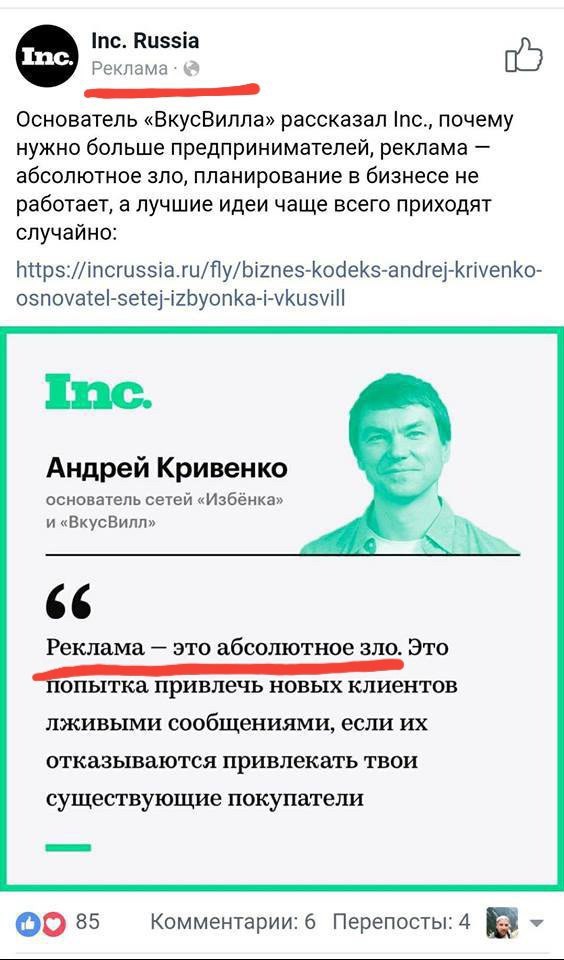 Inc. Inc. Russia
Реклама ·
Основатель «ВкусВилла» рассказал Inc., почему
нужно больше предпринимателей, реклама —
абсолютное зло, планирование в бизнесе не
работает, а лучшие идеи чаще всего приходят
случайно:
https://incrussia.ru/fly/biznes-kodeks-andrej-krivenko-
osnovatel-setej-izbyonka-i-vkusvill
Inc.
Андрей Кривенко
основатель сетей «Избёнка»
и «ВкусВилл»
“
Реклама — это абсолютное зло. Это
попытка привлечь новых клиентов
лживыми сообщениями, если их
отказываются привлекать твои
существующие покупатели
85 Комментарии: 6 Перепосты: 4